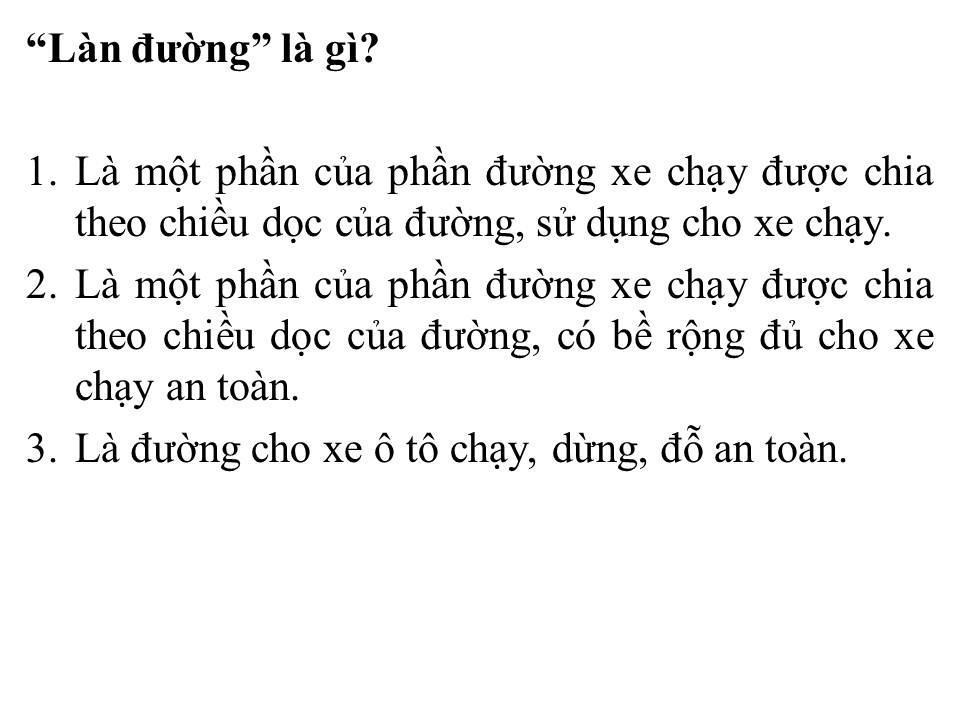 “Làn đường” là gì?
1. Là một phần của phần đường xe chạy được chia
theo chiều dọc của đường, sử dụng cho xe chạy.
2. Là một phần của phần đường xe chạy được chia
theo chiều dọc của đường, có bề rộng đủ cho xe
chạy an toàn.
3. Là đường cho xe ô tô chạy, dừng, đỗ an toàn.